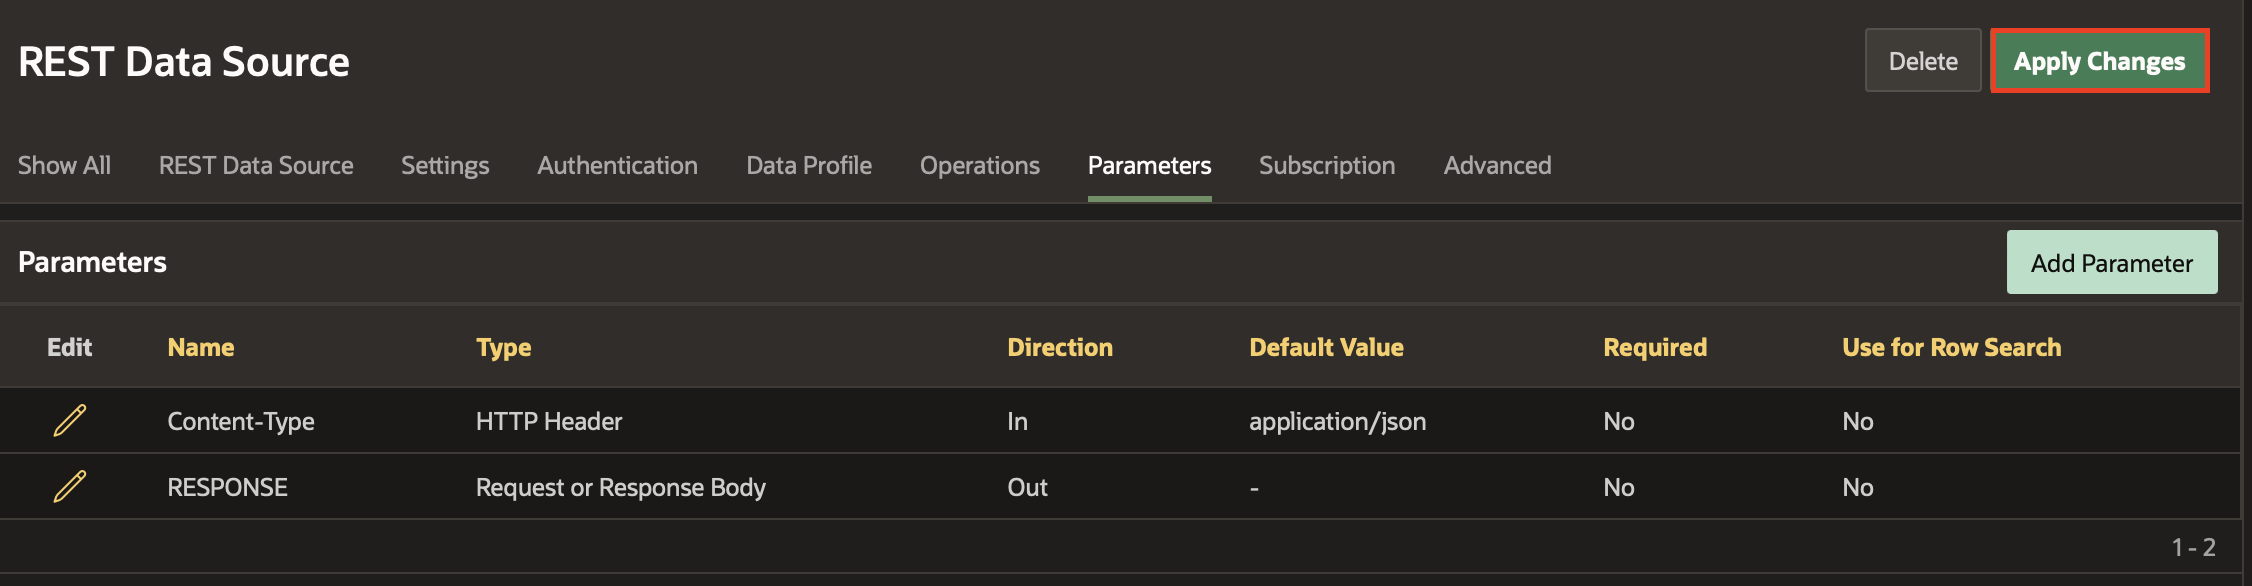 REST Data Source
Delete
Apply Changes
Show All REST Data Source Settings Authentication Data Profile Operations Parameters Subscription Advanced
Parameters
Add Parameter
Edit Name Type Direction Default Value Required Use for Row Search
Content-Type HTTP Header In application/json No No
RESPONSE Request or Response Body Out - No No
1 - 2